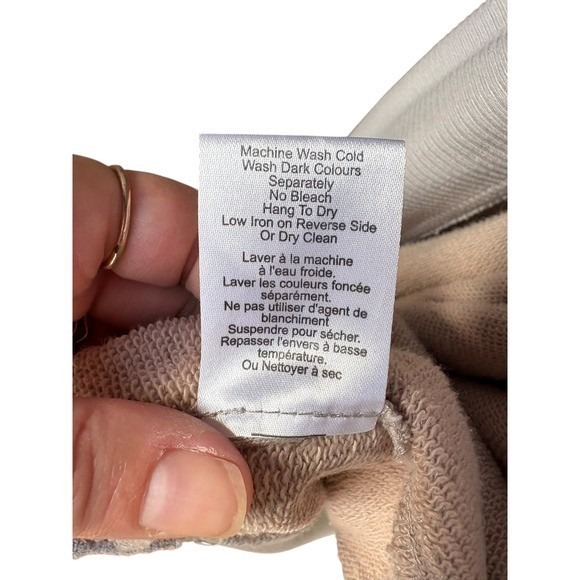 Machine Wash Cold
Wash Dark Colours
Separately
No Bleach
Hang To Dry
Low Iron on Reverse Side
Or Dry Clean
Laver à la machine
à l'eau froide.
Laver les couleurs foncée
séparément.
Ne pas utiliser d'agent de
blanchiment
Suspendre pour sécher.
Repasser l'envers à basse
température.
Ou Nettoyer à sec